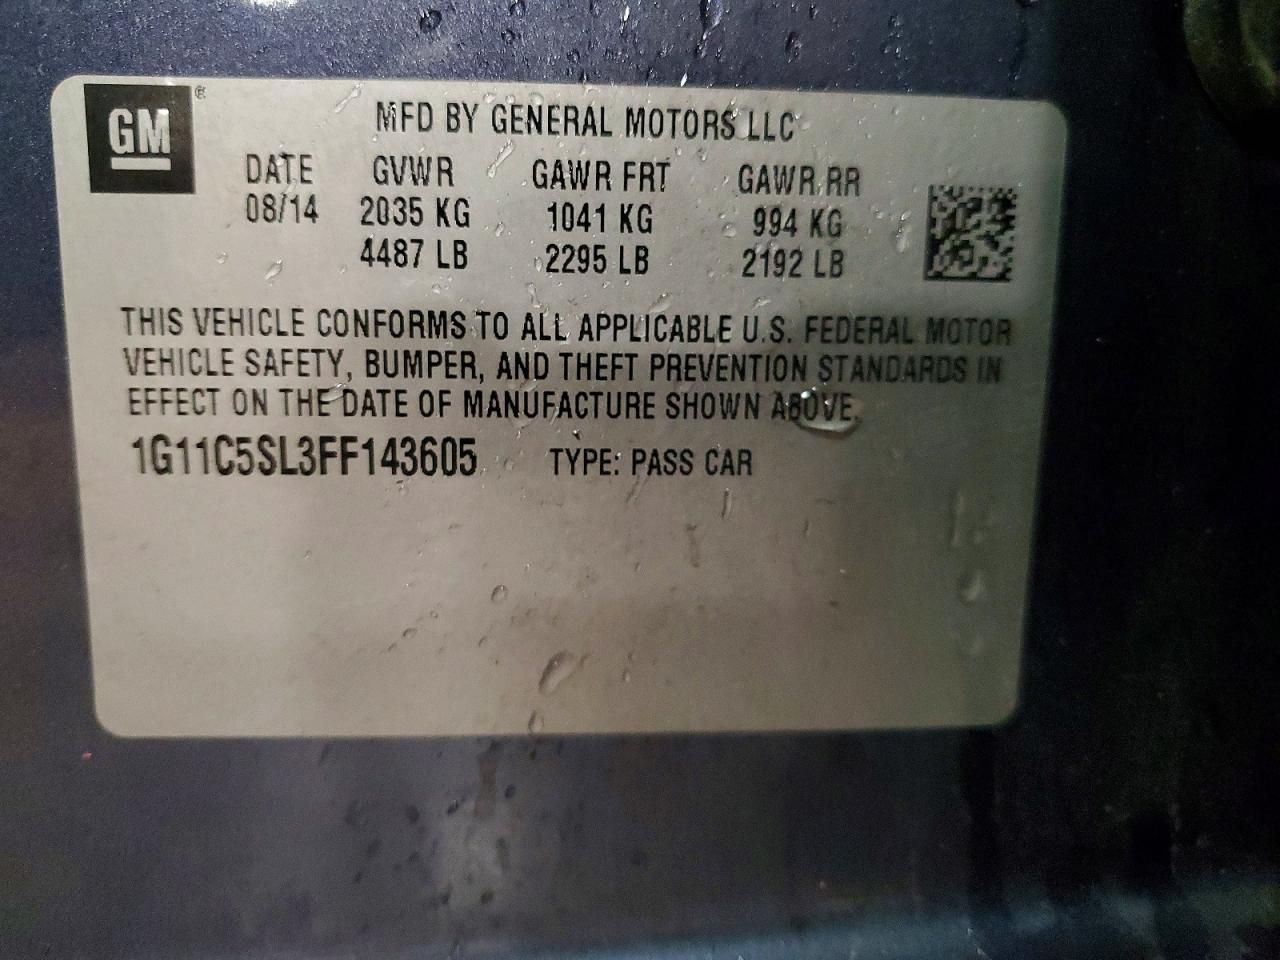 GM®
MFD BY GENERAL MOTORS LLC
DATE GVWR GAWR FRT GAWR RR
08/14 2035 KG 1041 KG 994 KG
4487 LB 2295 LB 2192 LB
THIS VEHICLE CONFORMS TO ALL APPLICABLE U.S. FEDERAL MOTOR
VEHICLE SAFETY, BUMPER, AND THEFT PREVENTION STANDARDS IN
EFFECT ON THE DATE OF MANUFACTURE SHOWN ABOVE.
1G11C5SL3FF143605 TYPE: PASS CAR